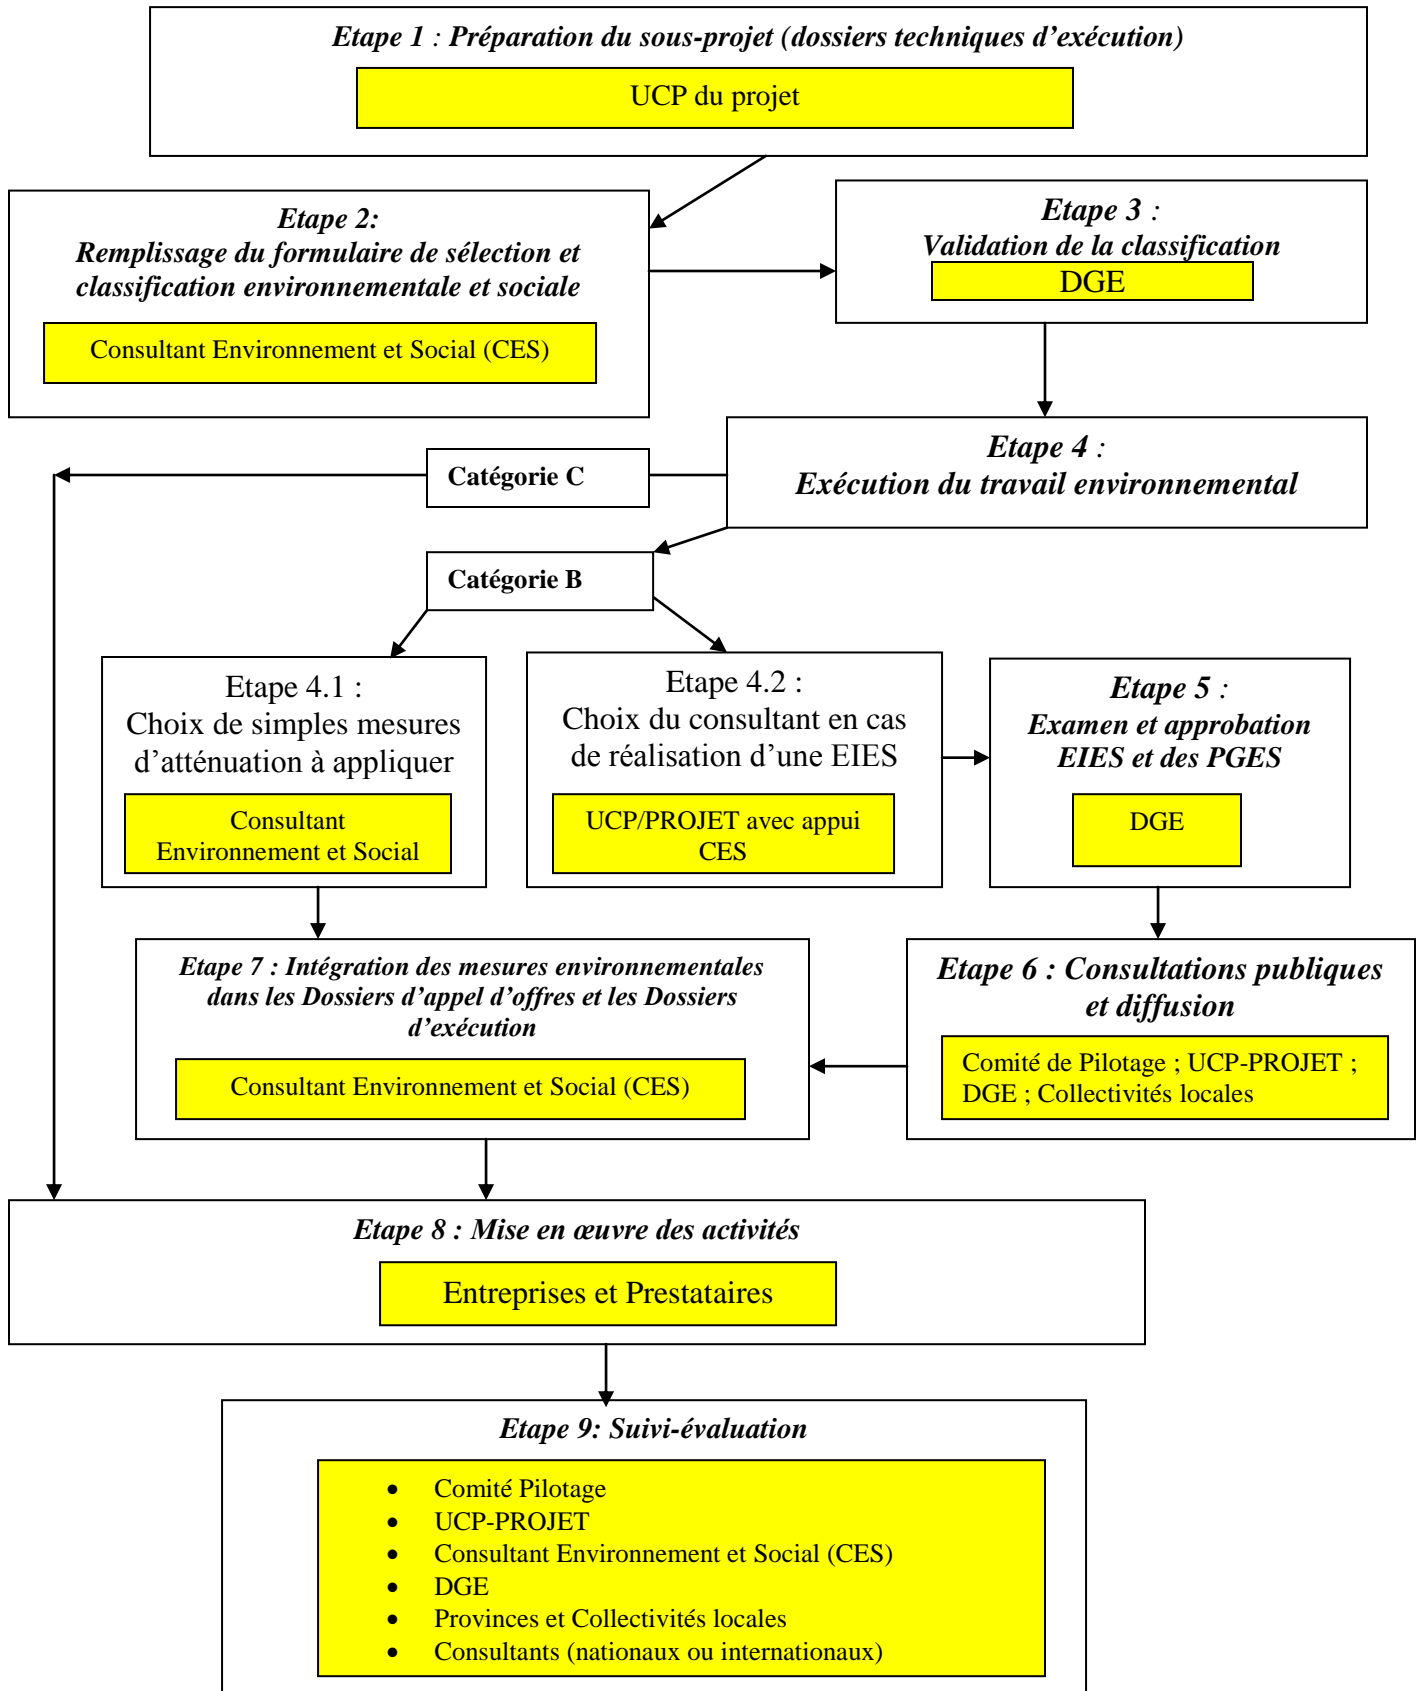 Etape 1 : Préparation du sous-projet (dossiers techniques d’exécution)
UCP du projet
Etape 2:
Remplissage du formulaire de sélection et
classification environnementale et sociale
Consultant Environnement et Social (CES)
Etape 3 :
Validation de la classification
DGE
Etape 4 :
Exécution du travail environnemental
Catégorie C
Catégorie B
Etape 4.1 :
Choix de simples mesures
d’atténuation à appliquer
Consultant
Environnement et Social
Etape 4.2 :
Choix du consultant en cas
de réalisation d’une EIES
UCP/PROJET avec appui
CES
Etape 5 :
Examen et approbation
EIES et des PGES
DGE
Etape 7 : Intégration des mesures environnementales
dans les Dossiers d’appel d’offres et les Dossiers
d’exécution
Consultant Environnement et Social (CES)
Etape 6 : Consultations publiques
et diffusion
Comité de Pilotage ; UCP-PROJET ;
DGE ; Collectivités locales
Etape 8 : Mise en œuvre des activités
Entreprises et Prestataires
Etape 9: Suivi-évaluation
• Comité Pilotage
• UCP-PROJET
• Consultant Environnement et Social (CES)
• DGE
• Provinces et Collectivités locales
• Consultants (nationaux ou internationaux)